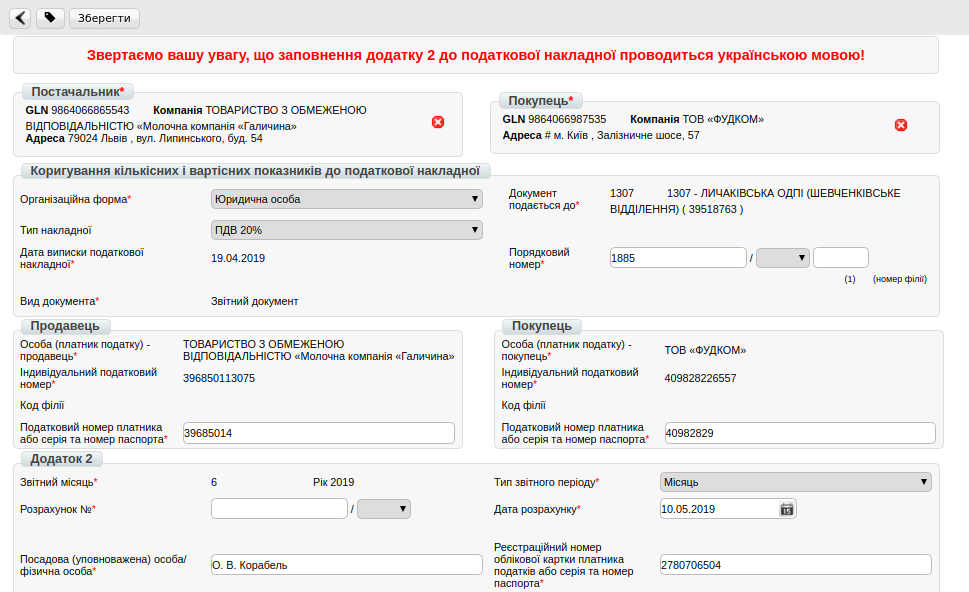 Зберегти
Звертаємо вашу увагу, що заповнення додатку 2 до податкової накладної проводиться українською мовою!
Постачальник*
GLN 9864066865543 Компанія ТОВАРИСТВО З ОБМЕЖЕНОЮ
ВІДПОВІДАЛЬНІСТЮ «Молочна компанія «Галичина»
Адреса 79024 Львів , вул. Липинського, буд. 54
Покупець*
GLN 9864066987535 Компанія ТОВ «ФУДКОМ»
Адреса # м. Київ , Залізничне шосе, 57
Коригування кількісних і вартісних показників до податкової накладної
Організаційна форма* Юридична особа
Документ
подається до*
1307 1307 - ЛИЧАКІВСЬКА ОДПІ (ШЕВЧЕНКІВСЬКЕ
ВІДДІЛЕННЯ) ( 39518763 )
Тип накладної ПДВ 20%
Дата виписки податкової
накладної*
19.04.2019
Порядковий
номер*
1885 /
(1) (номер філії)
Вид документа* Звітний документ
Продавець
Особа (платник податку) -
продавець*
ТОВАРИСТВО З ОБМЕЖЕНОЮ
ВІДПОВІДАЛЬНІСТЮ «Молочна компанія «Галичина»
Індивідуальний податковий
номер*
396850113075
Код філії
Податковий номер платника
або серія та номер паспорта*
39685014
Покупець
Особа (платник податку) -
покупець*
ТОВ «ФУДКОМ»
Індивідуальний податковий
номер*
409828226557
Код філії
Податковий номер платника
або серія та номер паспорта*
40982829
Додаток 2
Звітний місяць* 6 Рік 2019
Тип звітного періоду* Місяць
Розрахунок №* /
Дата розрахунку* 10.05.2019
15
Посадова (уповноважена) особа/
фізична особа*
О. В. Корабель
Реєстраційний номер
облікової картки платника
податків або серія та номер
паспорта*
2780706504